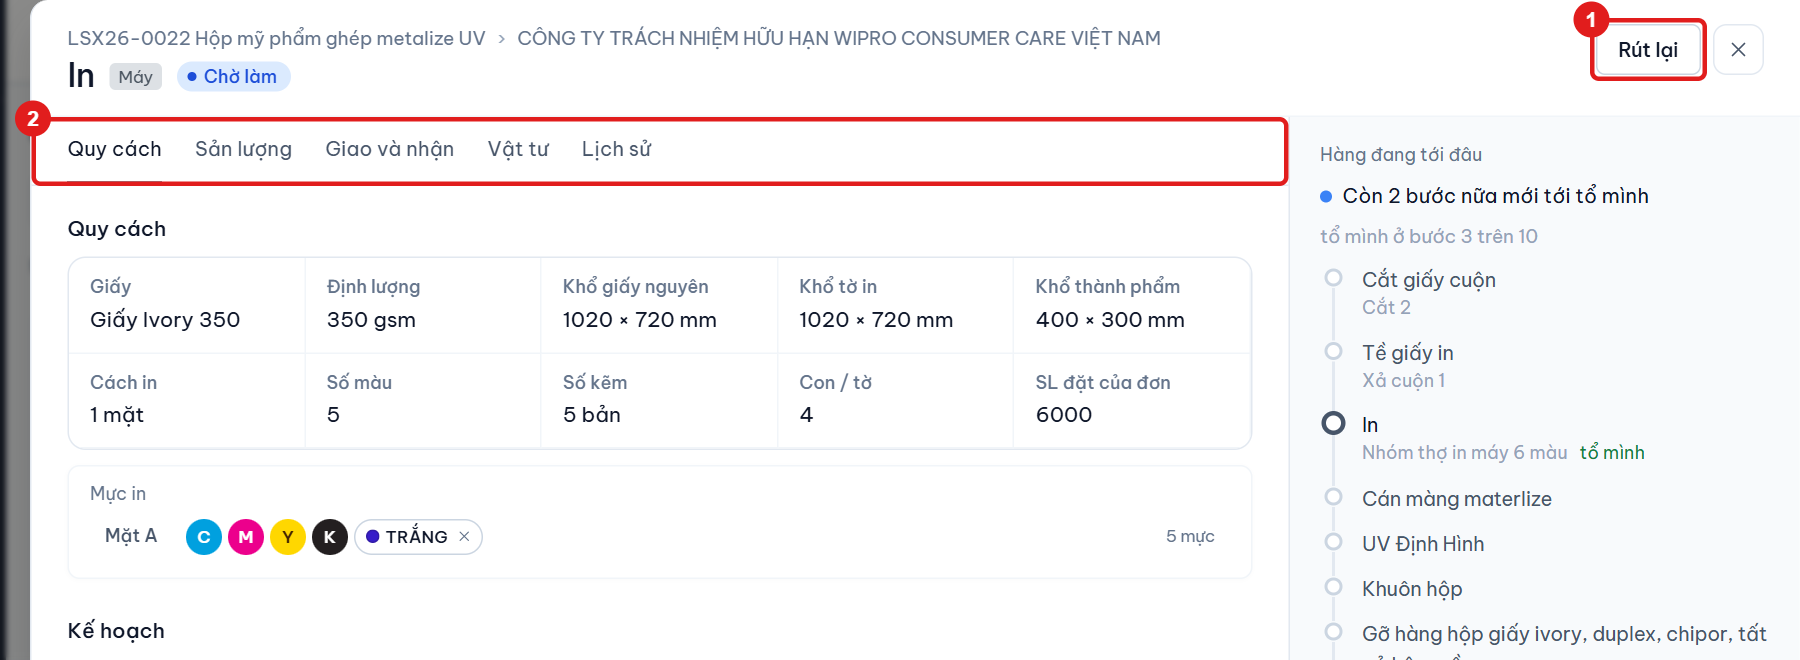 LSX26-0022 Hộp mỹ phẩm ghép metalize UV › CÔNG TY TRÁCH NHIỆM HỮU HẠN WIPRO CONSUMER CARE VIỆT NAM
In Máy Chờ làm
1
Rút lại
2
Quy cách Sản lượng Giao và nhận Vật tư Lịch sử
Quy cách
Giấy Định lượng Khổ giấy nguyên Khổ tờ in Khổ thành phẩm
Giấy Ivory 350 350 gsm 1020 × 720 mm 1020 × 720 mm 400 × 300 mm
Cách in Số màu Số kẽm Con / tờ SL đặt của đơn
1 mặt 5 5 bản 4 6000
Mực in
Mặt A C M Y K TRẮNG × 5 mực
Kế hoạch
Hàng đang tới đâu
Còn 2 bước nữa mới tới tổ mình
tổ mình ở bước 3 trên 10
Cắt giấy cuộn
Cắt 2
Tề giấy in
Xả cuộn 1
In
Nhóm thợ in máy 6 màu tổ mình
Cán màng materlize
UV Định Hình
Khuôn hộp
Gỡ hàng hộp giấy ivory, duplex, chipor, tất